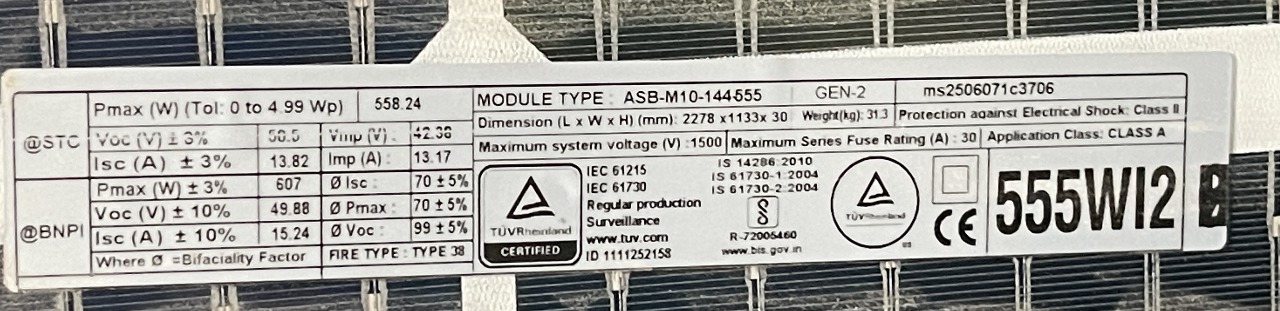 @STC
Pmax (W) (Tol: 0 to 4.99 Wp) 558.24
Voc (V) ± 3% Vmp (V) : 42.38
Isc (A) ± 3% 13.82 Imp (A) : 13.17
@BNPI
Pmax (W) ± 3% 607 Ø Isc : 70 ± 5%
Voc (V) ± 10% 49.88 Ø Pmax : 70 ± 5%
Isc (A) ± 10% 15.24 Ø Voc : 99 ± 5%
Where Ø =Bifaciality Factor FIRE TYPE : TYPE 38
MODULE TYPE : ASB-M10-144-555 GEN-2 ms2506071c3706
Dimension (L x W x H) (mm): 2278 x1133x 30 Weight(kg): 31.3 Protection against Electrical Shock: Class II
Maximum system voltage (V) :1500 Maximum Series Fuse Rating (A) : 30 Application Class: CLASS A
TÜVRheinland
CERTIFIED
IEC 61215
IEC 61730
Regular production
Surveillance
www.tuv.com
ID 1111252158
IS 14286:2010
IS 61730-1:2004
IS 61730-2:2004
R-72005460
www.bis.gov.in
TÜVRheinland
CE
555WI2
B